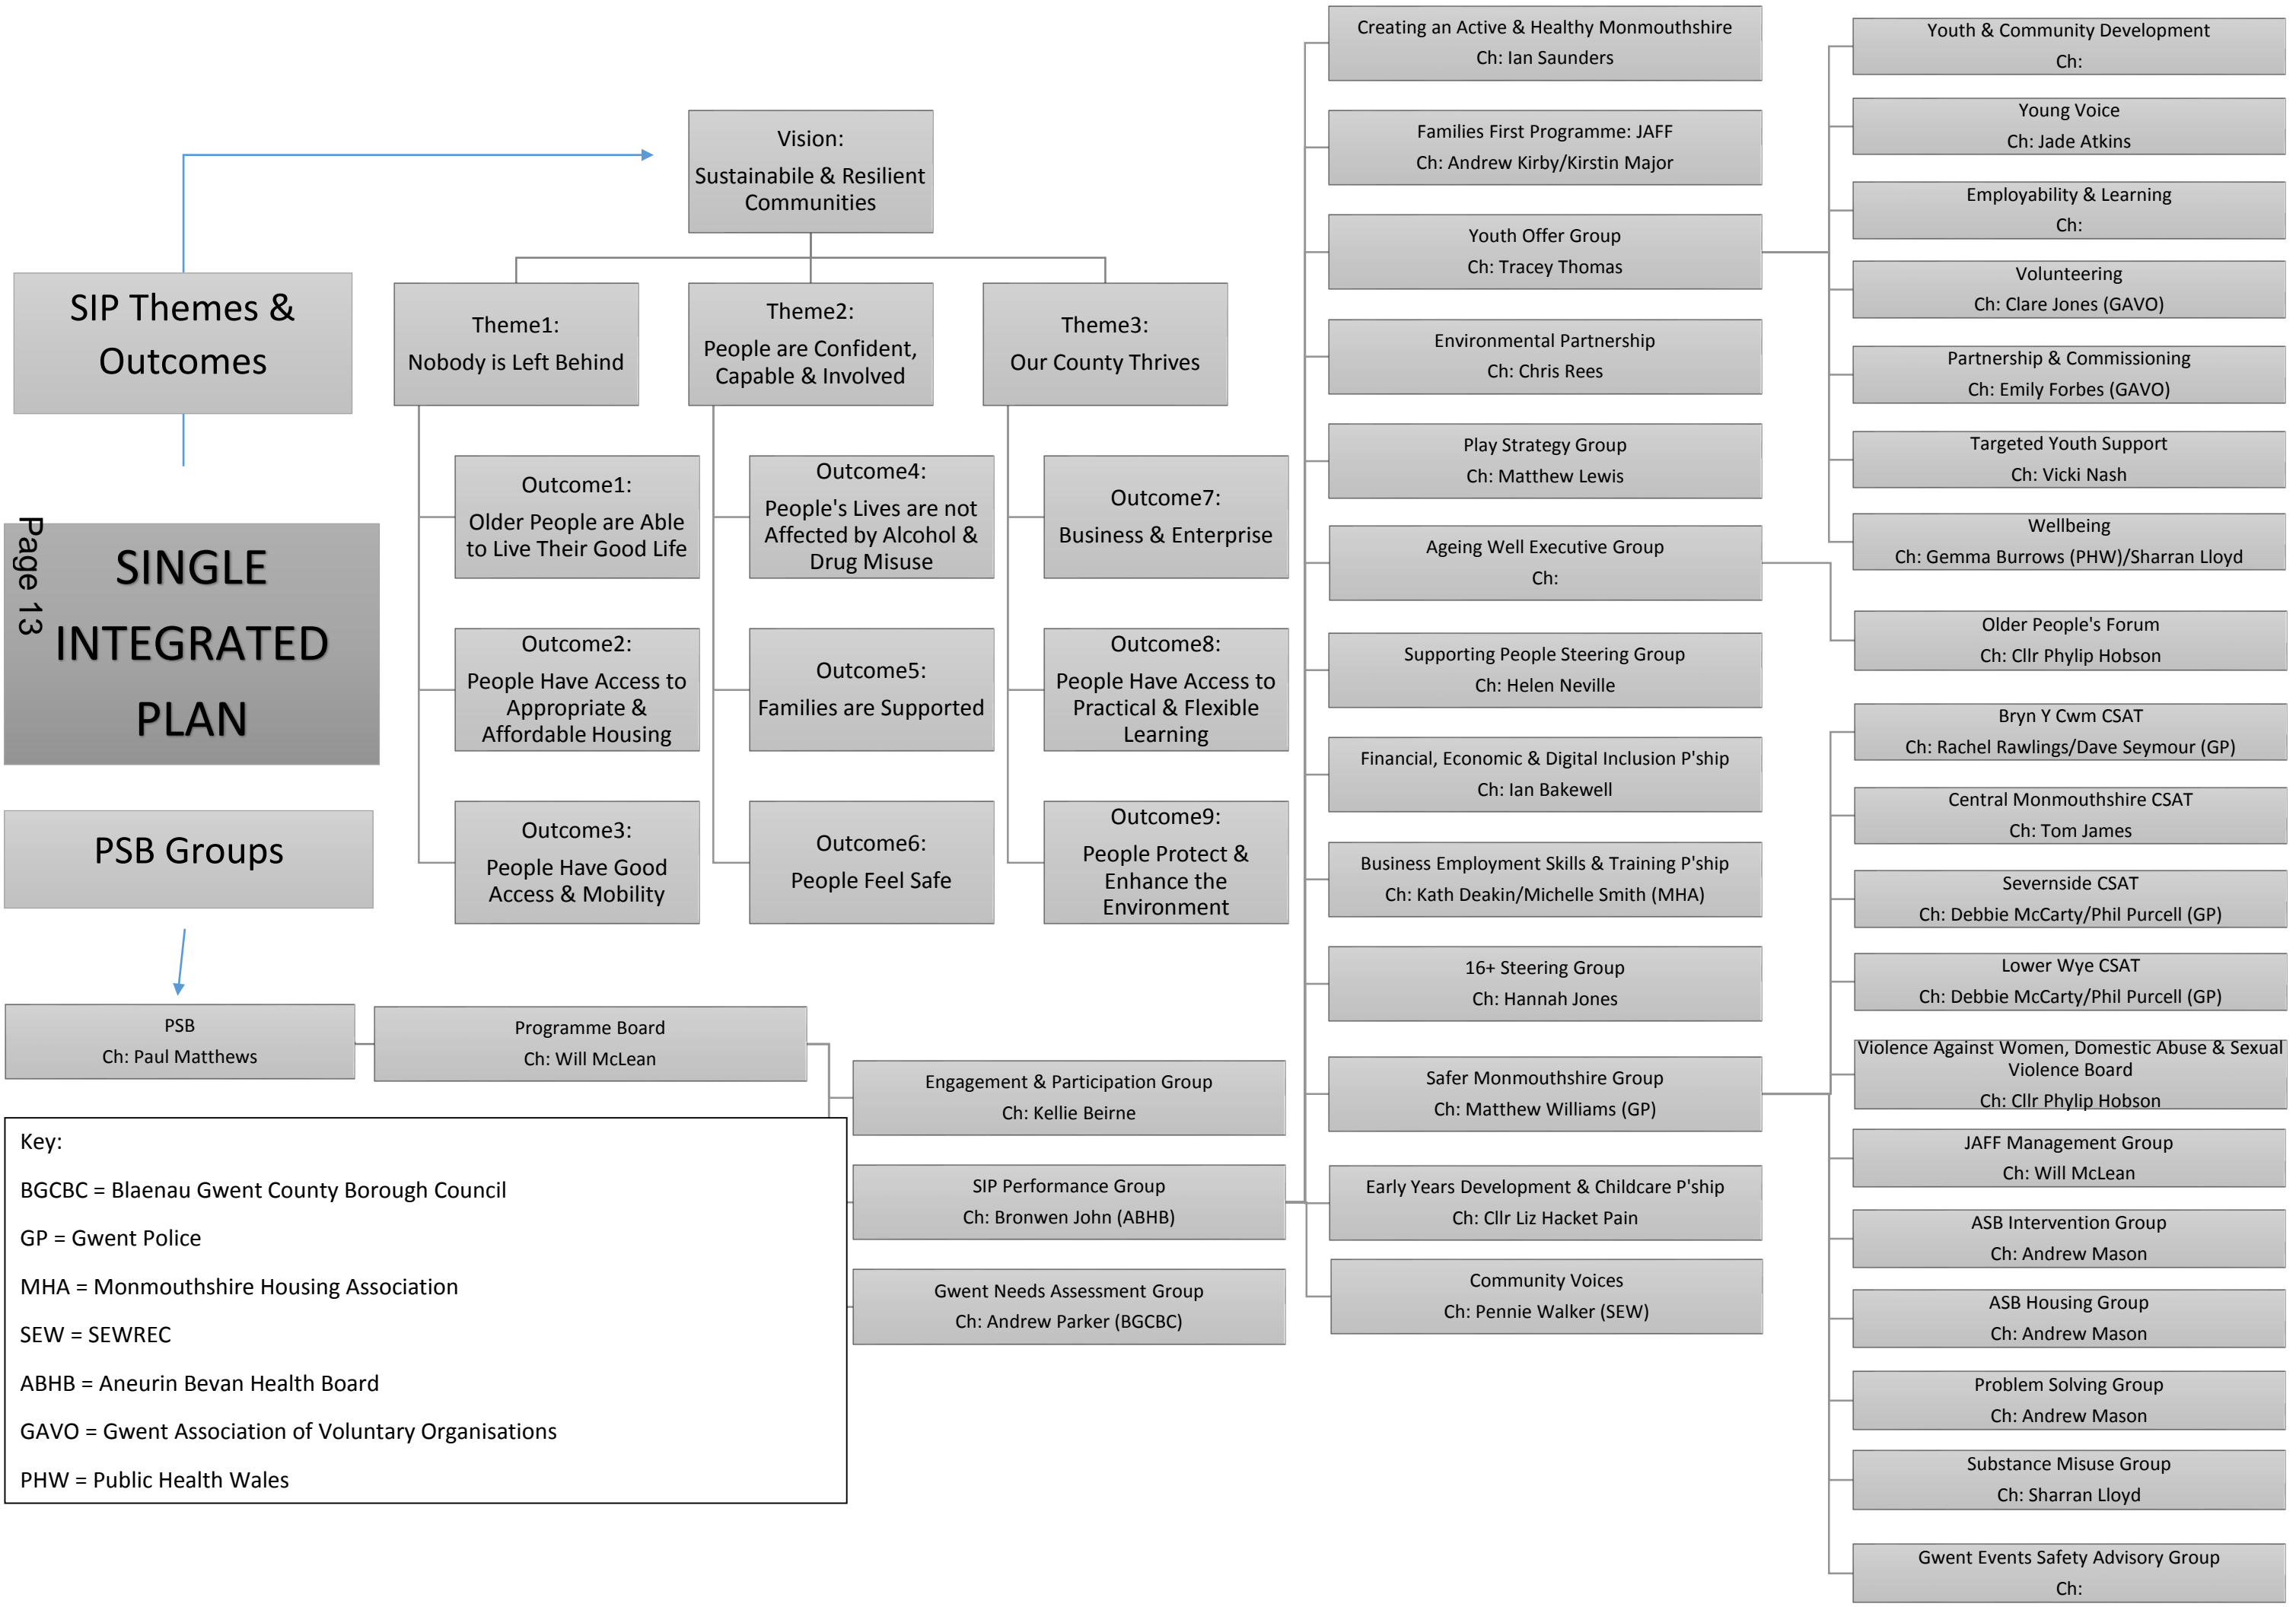 Page 13
SIP Themes &
Outcomes
SINGLE
INTEGRATED
PLAN
PSB Groups
Vision:
Sustainabile & Resilient
Communities
Theme1:
Nobody is Left Behind
Outcome1:
Older People are Able
to Live Their Good Life
Outcome2:
People Have Access to
Appropriate &
Affordable Housing
Outcome3:
People Have Good
Access & Mobility
Theme2:
People are Confident,
Capable & Involved
Outcome4:
People's Lives are not
Affected by Alcohol &
Drug Misuse
Outcome5:
Families are Supported
Outcome6:
People Feel Safe
Theme3:
Our County Thrives
Outcome7:
Business & Enterprise
Outcome8:
People Have Access to
Practical & Flexible
Learning
Outcome9:
People Protect &
Enhance the
Environment
PSB
Ch: Paul Matthews
Programme Board
Ch: Will McLean
Engagement & Participation Group
Ch: Kellie Beirne
SIP Performance Group
Ch: Bronwen John (ABHB)
Gwent Needs Assessment Group
Ch: Andrew Parker (BGCBC)
Key:
BGCBC = Blaenau Gwent County Borough Council
GP = Gwent Police
MHA = Monmouthshire Housing Association
SEW = SEWREC
ABHB = Aneurin Bevan Health Board
GAVO = Gwent Association of Voluntary Organisations
PHW = Public Health Wales
Creating an Active & Healthy Monmouthshire
Ch: Ian Saunders
Families First Programme: JAFF
Ch: Andrew Kirby/Kirstin Major
Youth Offer Group
Ch: Tracey Thomas
Environmental Partnership
Ch: Chris Rees
Play Strategy Group
Ch: Matthew Lewis
Ageing Well Executive Group
Ch:
Supporting People Steering Group
Ch: Helen Neville
Financial, Economic & Digital Inclusion P'ship
Ch: Ian Bakewell
Business Employment Skills & Training P'ship
Ch: Kath Deakin/Michelle Smith (MHA)
16+ Steering Group
Ch: Hannah Jones
Safer Monmouthshire Group
Ch: Matthew Williams (GP)
Early Years Development & Childcare P'ship
Ch: Cllr Liz Hacket Pain
Community Voices
Ch: Pennie Walker (SEW)
Youth & Community Development
Ch:
Young Voice
Ch: Jade Atkins
Employability & Learning
Ch:
Volunteering
Ch: Clare Jones (GAVO)
Partnership & Commissioning
Ch: Emily Forbes (GAVO)
Targeted Youth Support
Ch: Vicki Nash
Wellbeing
Ch: Gemma Burrows (PHW)/Sharran Lloyd
Older People's Forum
Ch: Cllr Phylip Hobson
Bryn Y Cwm CSAT
Ch: Rachel Rawlings/Dave Seymour (GP)
Central Monmouthshire CSAT
Ch: Tom James
Severnside CSAT
Ch: Debbie McCarty/Phil Purcell (GP)
Lower Wye CSAT
Ch: Debbie McCarty/Phil Purcell (GP)
Violence Against Women, Domestic Abuse & Sexual
Violence Board
Ch: Cllr Phylip Hobson
JAFF Management Group
Ch: Will McLean
ASB Intervention Group
Ch: Andrew Mason
ASB Housing Group
Ch: Andrew Mason
Problem Solving Group
Ch: Andrew Mason
Substance Misuse Group
Ch: Sharran Lloyd
Gwent Events Safety Advisory Group
Ch: